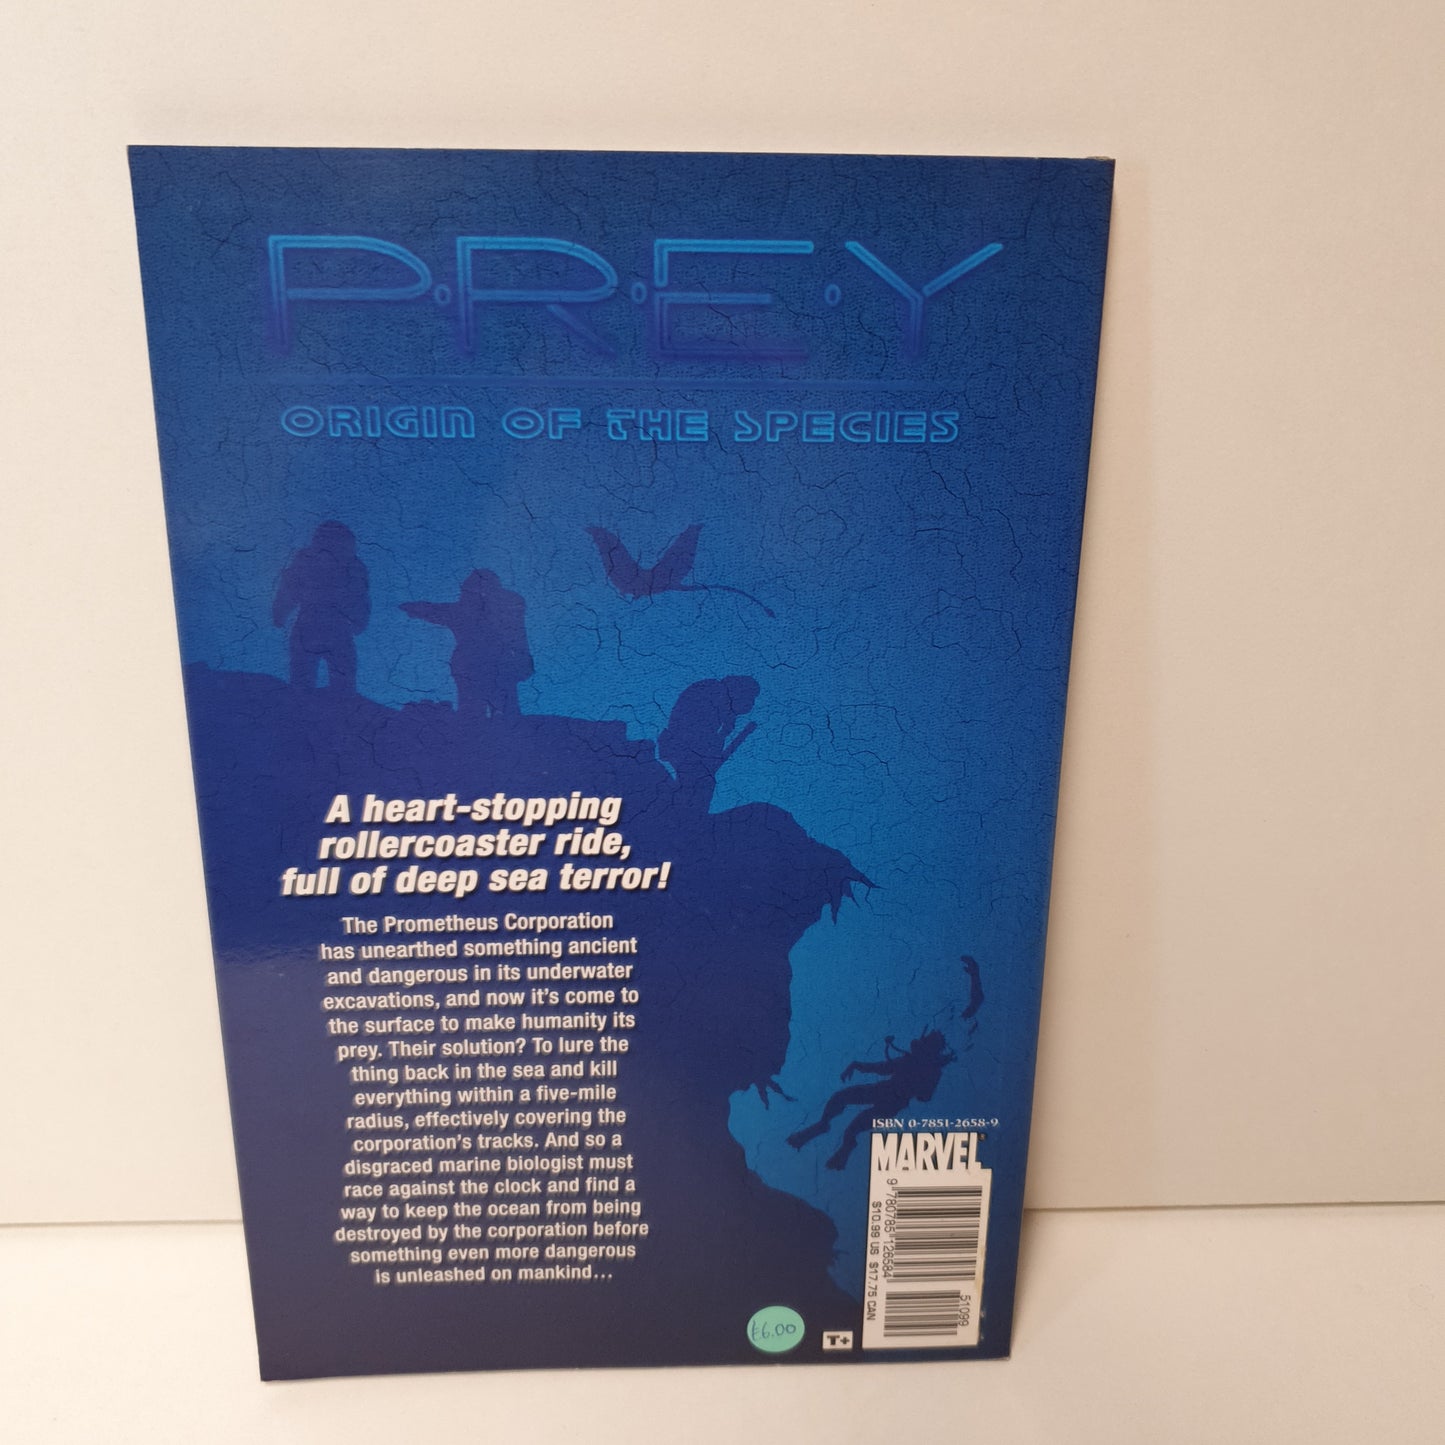 P·R·E·Y
ORIGIN OF THE SPECIES
A heart-stopping
rollercoaster ride,
full of deep sea terror!
The Prometheus Corporation
has unearthed something ancient
and dangerous in its underwater
excavations, and now it's come to
the surface to make humanity its
prey. Their solution? To lure the
thing back in the sea and kill
everything within a five-mile
radius, effectively covering the
corporation's tracks. And so a
disgraced marine biologist must
race against the clock and find a
way to keep the ocean from being
destroyed by the corporation before
something even more dangerous
is unleashed on mankind...
ISBN 0-7851-2658-9
MARVEL®
9 780785 126584
51099
$10.99 US $17.75 CAN
£6.00
T+